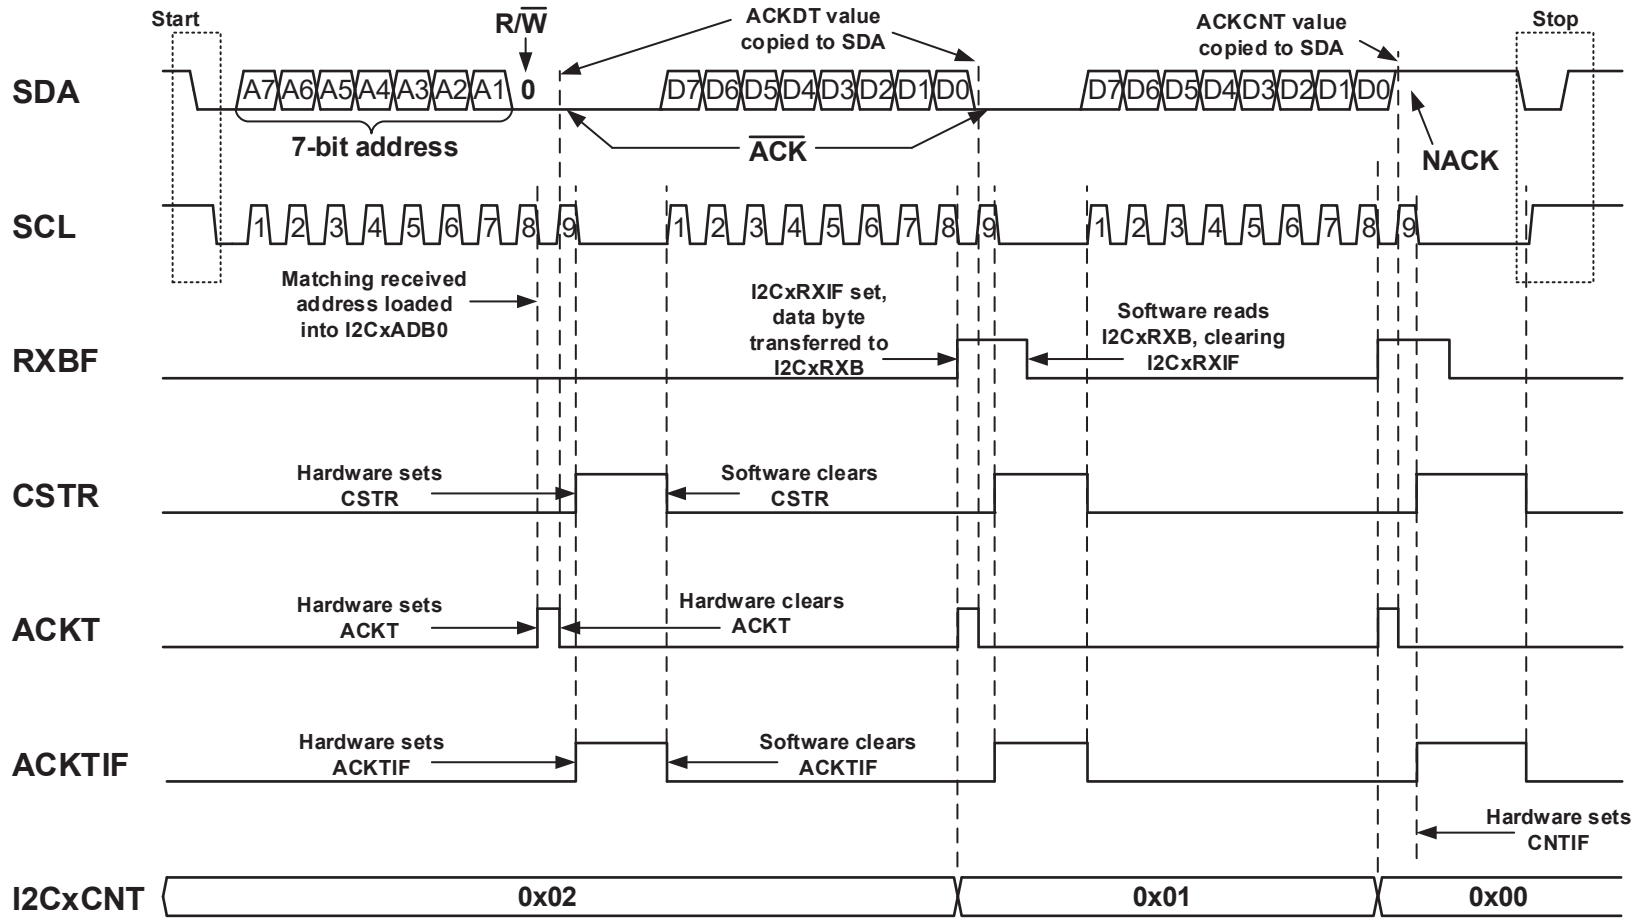 Start
R/W
ACKDT value
copied to SDA
ACKCNT value
copied to SDA
Stop
SDA
A7 A6 A5 A4 A3 A2 A1 0 D7 D6 D5 D4 D3 D2 D1 D0 D7 D6 D5 D4 D3 D2 D1 D0
7-bit address
ACK
NACK
SCL
1 2 3 4 5 6 7 8 9 1 2 3 4 5 6 7 8 9 1 2 3 4 5 6 7 8 9
Matching received
address loaded
into I2CxADB0
I2CxRXIF set,
data byte
transferred to
I2CxRXB
Software reads
I2CxRXB, clearing
I2CxRXIF
RXBF
Hardware sets
CSTR
Software clears
CSTR
CSTR
Hardware sets
ACKT
Hardware clears
ACKT
ACKT
Hardware sets
ACKTIF
Software clears
ACKTIF
ACKTIF
Hardware sets
CNTIF
I2CxCNT
0x02 0x01 0x00